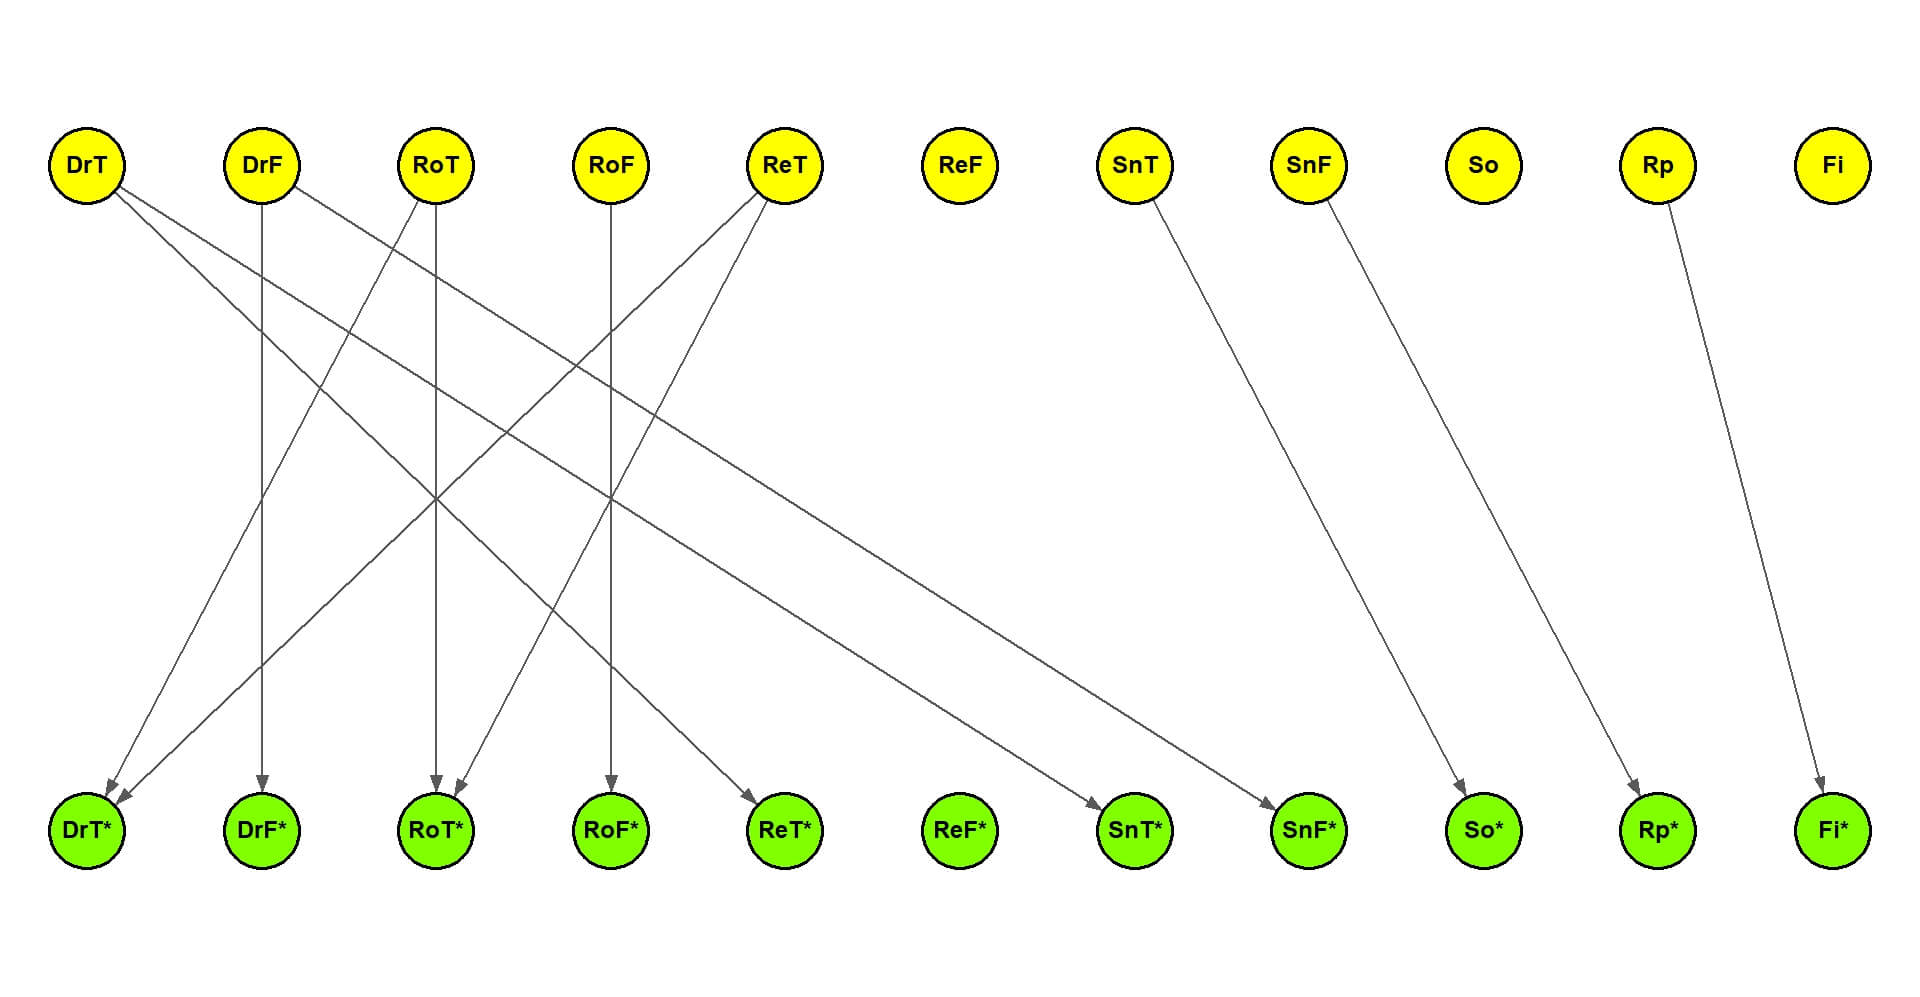 DrT DrF RoT RoF ReT ReF SnT SnF So Rp Fi
DrT* DrF* RoT* RoF* ReT* ReF* SnT* SnF* So* Rp* Fi*